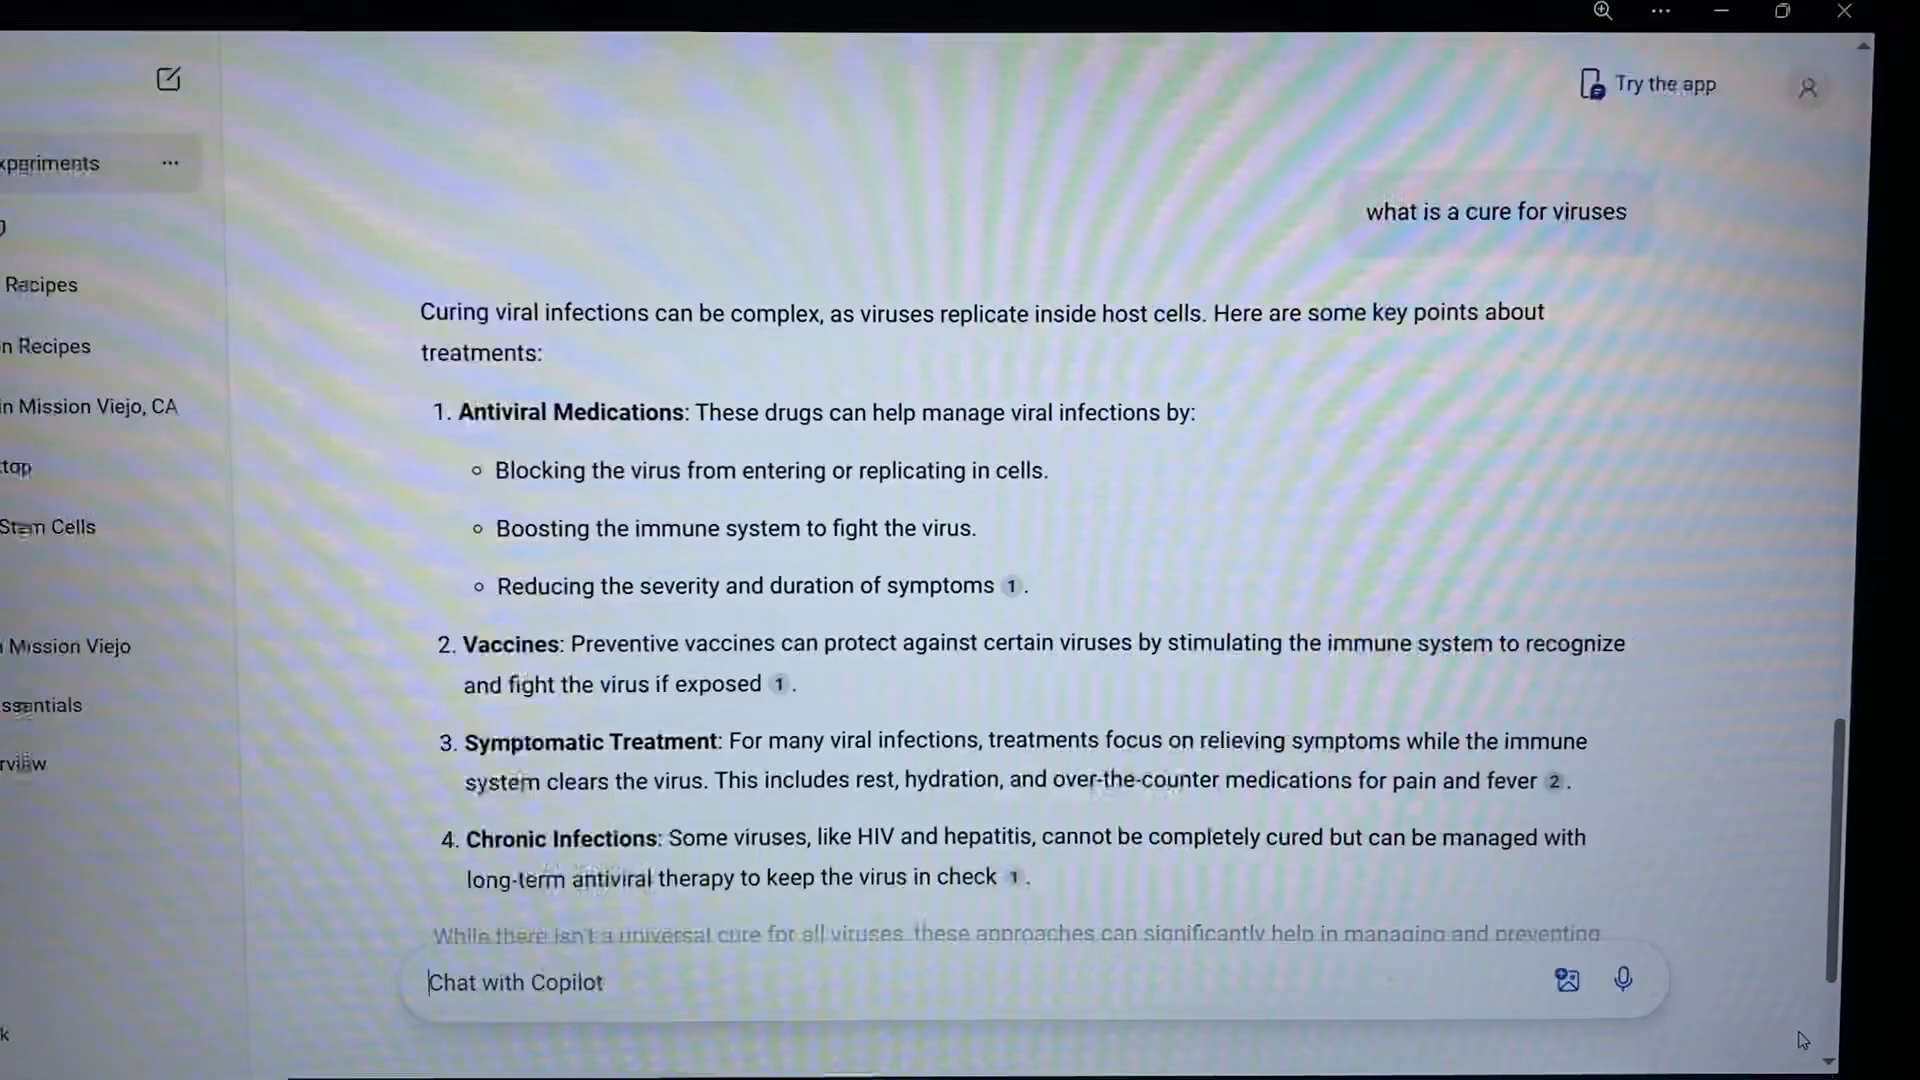 Try the app
xperiments
what is a cure for viruses
Recipes
n Recipes
in Mission Viejo, CA
top
Stem Cells
Mission Viejo
ssentials
rview
k
Curing viral infections can be complex, as viruses replicate inside host cells. Here are some key points about
treatments:
1. Antiviral Medications: These drugs can help manage viral infections by:
Blocking the virus from entering or replicating in cells.
Boosting the immune system to fight the virus.
Reducing the severity and duration of symptoms 1.
2. Vaccines: Preventive vaccines can protect against certain viruses by stimulating the immune system to recognize
and fight the virus if exposed 1.
3. Symptomatic Treatment: For many viral infections, treatments focus on relieving symptoms while the immune
system clears the virus. This includes rest, hydration, and over-the-counter medications for pain and fever 2.
4. Chronic Infections: Some viruses, like HIV and hepatitis, cannot be completely cured but can be managed with
long-term antiviral therapy to keep the virus in check 1.
While there isn't a universal cure for all viruses, these approaches can significantly help in managing and preventing
Chat with Copilot